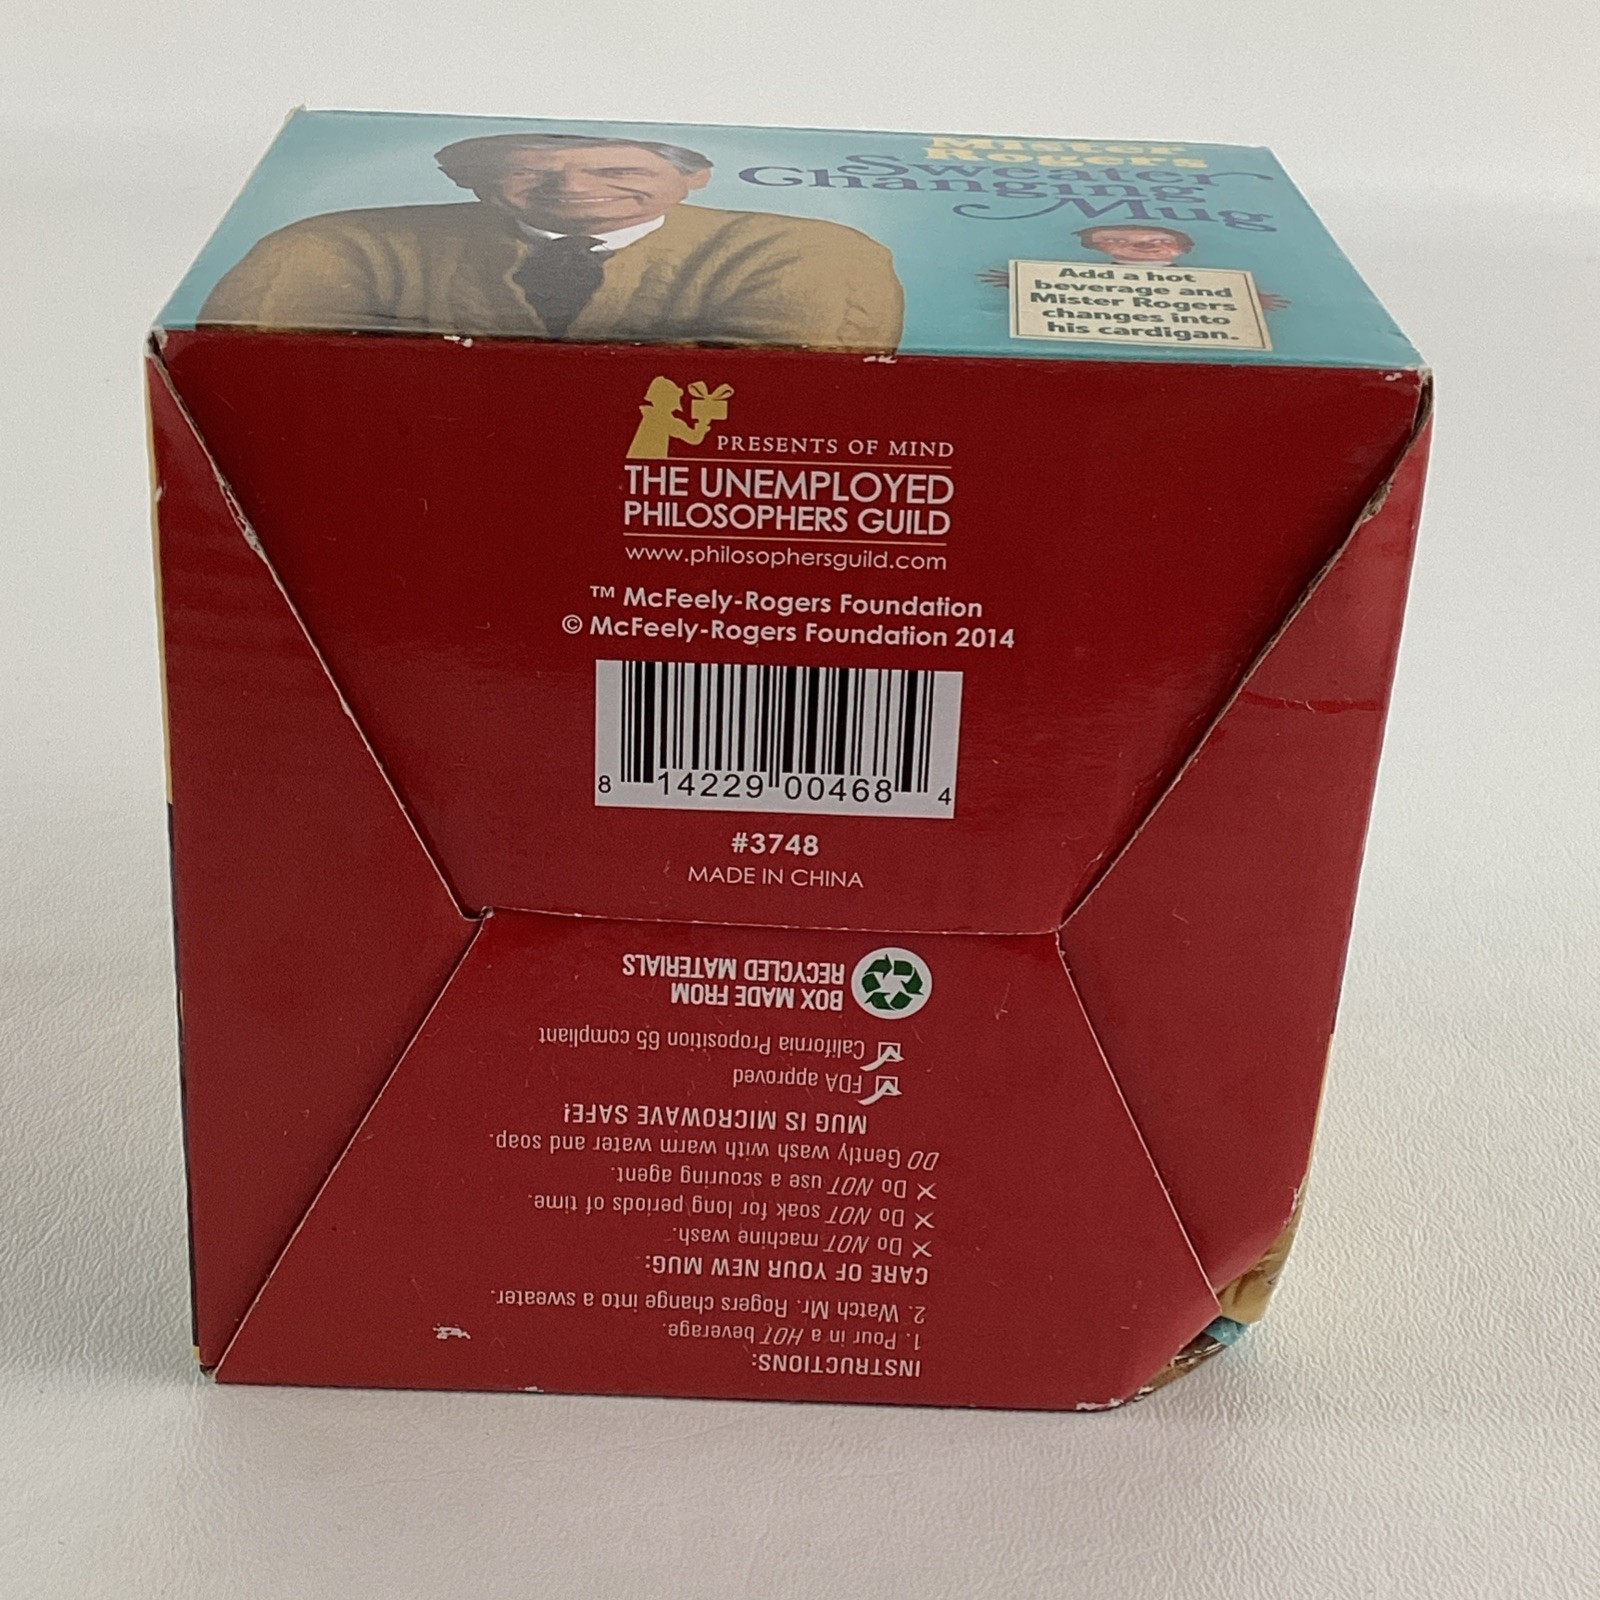 Mister
Rogers
Sweater
Changing
Mug
Add a hot
beverage and
Mister Rogers
changes into
his cardigan.
PRESENTS OF MIND
THE UNEMPLOYED
PHILOSOPHERS GUILD
www.philosophersguild.com
™ McFeely-Rogers Foundation
© McFeely-Rogers Foundation 2014
8 14229 00468 4
#3748
MADE IN CHINA
INSTRUCTIONS:
1. Pour in a HOT beverage.
2. Watch Mr. Rogers change into a sweater.
CARE OF YOUR NEW MUG:
Do NOT machine wash.
Do NOT soak for long periods of time.
Do NOT use a scouring agent.
DO Gently wash with warm water and soap.
MUG IS MICROWAVE SAFE!
FDA approved
California Proposition 65 compliant
BOX MADE FROM
RECYCLED MATERIALS